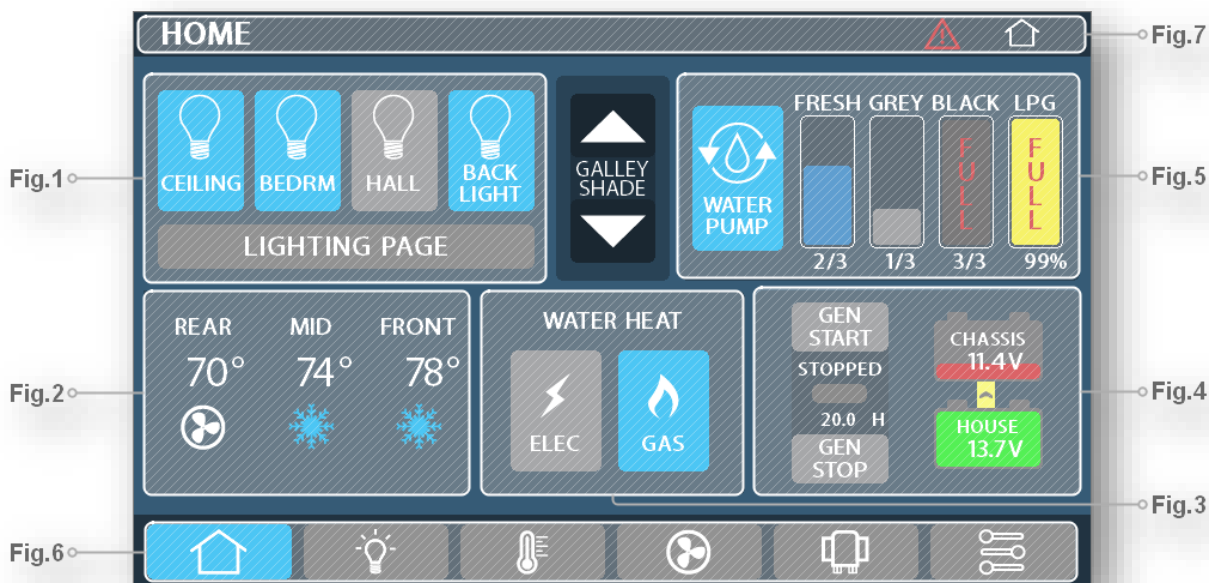 HOME
Fig.7
CEILING
BEDRM
HALL
BACK
LIGHT
LIGHTING PAGE
Fig.1
GALLEY
SHADE
FRESH GREY BLACK LPG
WATER
PUMP
FULL
FULL
2/3 1/3 3/3 99%
Fig.5
REAR MID FRONT
70° 74° 78°
Fig.2
WATER HEAT
ELEC GAS
Fig.3
GEN
START
STOPPED
20.0 H
GEN
STOP
CHASSIS
11.4V
HOUSE
13.7V
Fig.4
Fig.6